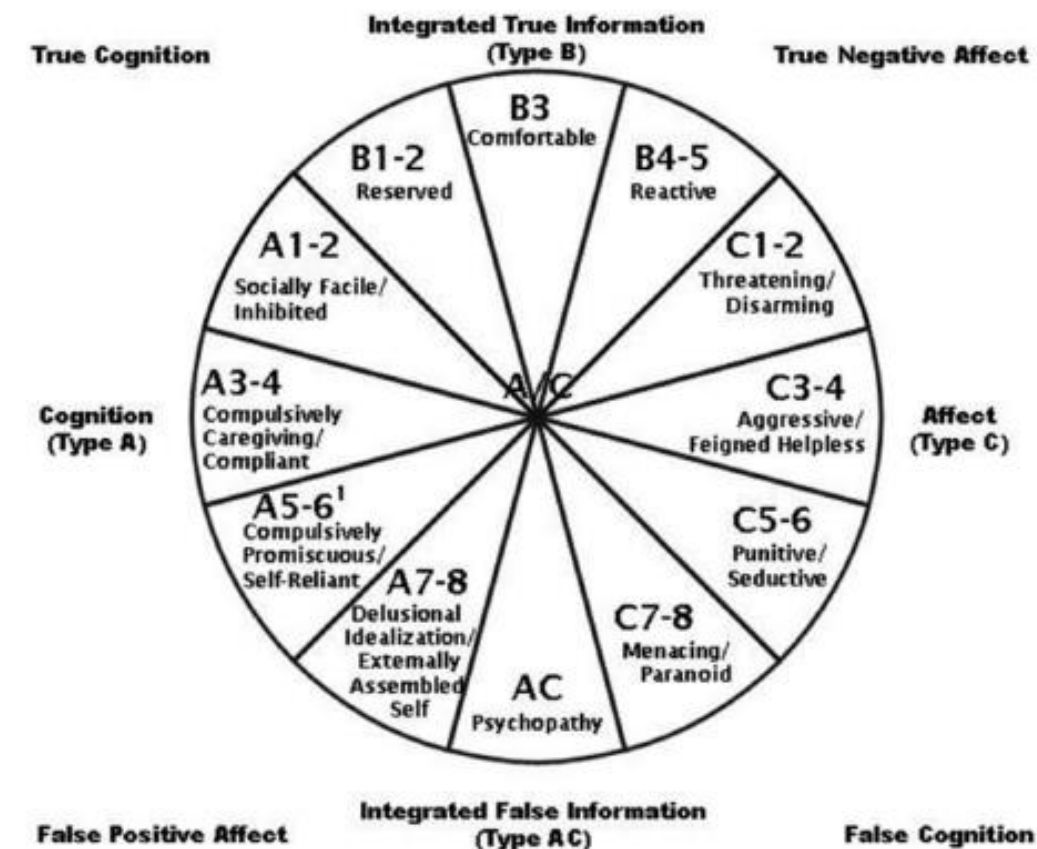 Integrated True Information
(Type B)
True Cognition
True Negative Affect
B3
Comfortable
B1-2
Reserved
B4-5
Reactive
A1-2
Socially Facile/
Inhibited
C1-2
Threatening/
Disarming
A/C
Cognition
(Type A)
A3-4
Compulsively
Caregiving/
Compliant
C3-4
Aggressive/
Feigned Helpless
Affect
(Type C)
A5-6¹
Compulsively
Promiscuous/
Self-Reliant
C5-6
Punitive/
Seductive
A7-8
Delusional
Idealization/
Externally
Assembled
Self
C7-8
Menacing/
Paranoid
AC
Psychopathy
Integrated False Information
(Type AC)
False Positive Affect
False Cognition